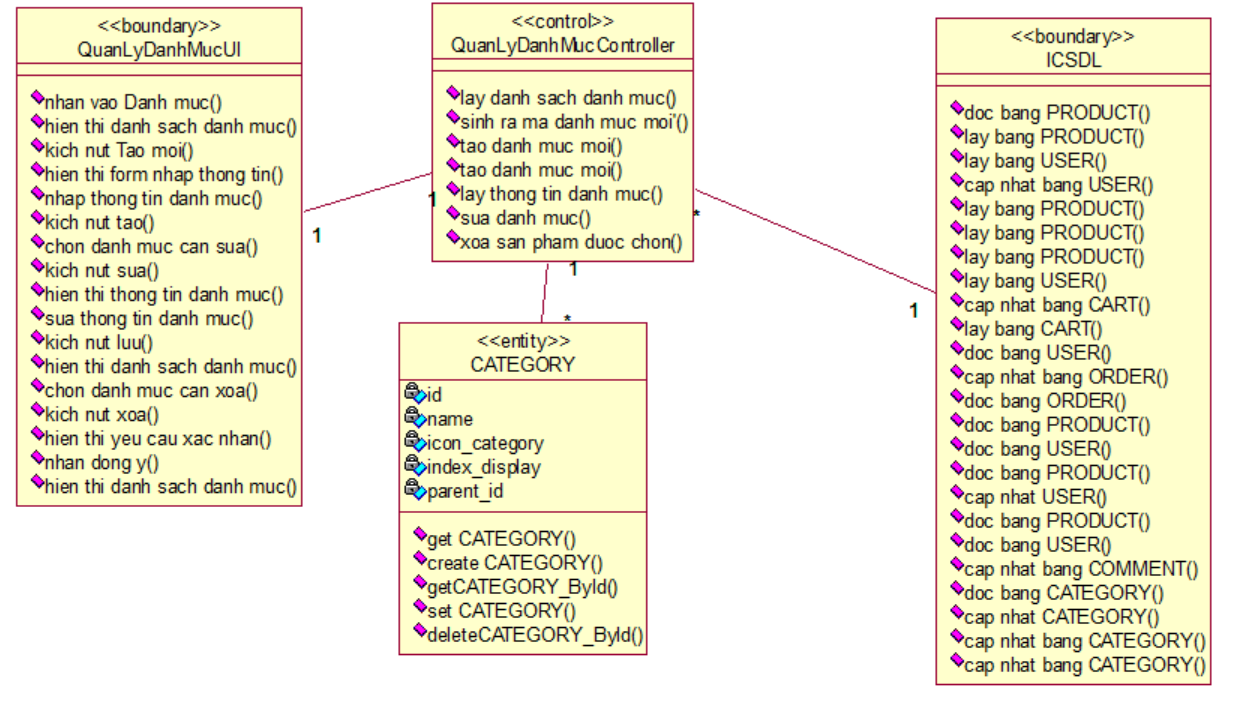 <<boundary>>
QuanLyDanhMucUI
nhan vao Danh muc()
hien thi danh sach danh muc()
kich nut Tao moi()
hien thi form nhap thong tin()
nhap thong tin danh muc()
kich nut tao()
chon danh muc can sua()
kich nut sua()
hien thi thong tin danh muc()
sua thong tin danh muc()
kich nut luu()
hien thi danh sach danh muc()
chon danh muc can xoa()
kich nut xoa()
hien thi yeu cau xac nhan()
nhan dong y()
hien thi danh sach danh muc()
1
1
<<control>>
QuanLyDanhMucController
lay danh sach danh muc()
sinh ra ma danh muc moi'()
tao danh muc moi()
tao danh muc moi()
lay thong tin danh muc()
sua danh muc()
xoa san pham duoc chon()
1
*
<<entity>>
CATEGORY
id
name
icon_category
index_display
parent_id
get CATEGORY()
create CATEGORY()
getCATEGORY_ById()
set CATEGORY()
deleteCATEGORY_ById()
*
1
<<boundary>>
ICSDL
doc bang PRODUCT()
lay bang PRODUCT()
lay bang USER()
cap nhat bang USER()
lay bang PRODUCT()
lay bang PRODUCT()
lay bang PRODUCT()
lay bang USER()
cap nhat bang CART()
lay bang CART()
doc bang USER()
cap nhat bang ORDER()
doc bang ORDER()
doc bang PRODUCT()
doc bang USER()
doc bang PRODUCT()
cap nhat USER()
doc bang PRODUCT()
doc bang USER()
cap nhat bang COMMENT()
doc bang CATEGORY()
cap nhat CATEGORY()
cap nhat bang CATEGORY()
cap nhat bang CATEGORY()